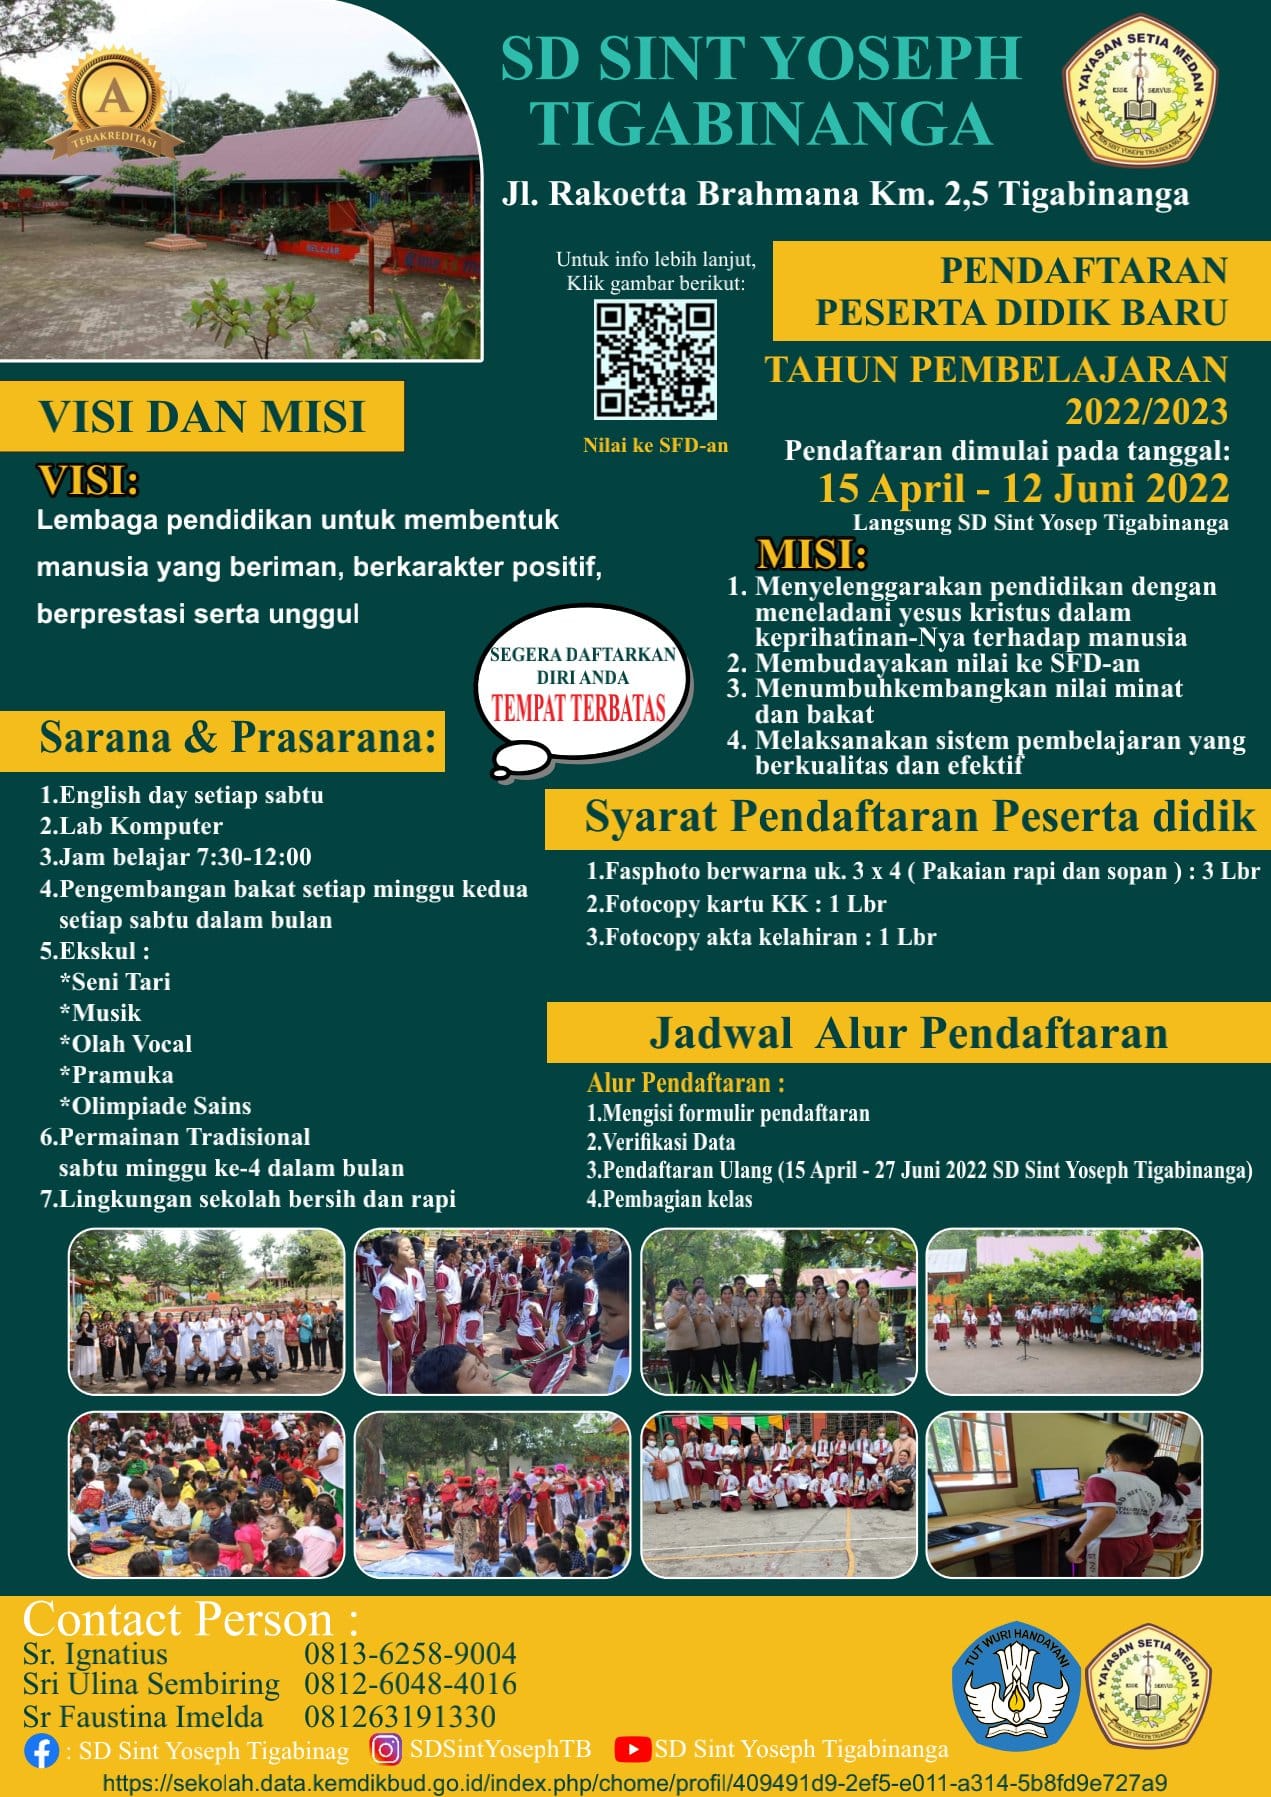 SD SINT YOSEPH
TIGABINANGA
Jl. Rakoetta Brahmana Km. 2,5 Tigabinanga
A
TERAKREDITASI
YAYASAN SETIA MEDAN
ESSE SERVUS
SD SINT YOSEPH TIGABINANGA
BELAJAR
Untuk info lebih lanjut,
Klik gambar berikut:
Nilai ke SFD-an
PENDAFTARAN
PESERTA DIDIK BARU
TAHUN PEMBELAJARAN
2022/2023
Pendaftaran dimulai pada tanggal:
15 April - 12 Juni 2022
Langsung SD Sint Yosep Tigabinanga
VISI DAN MISI
VISI:
Lembaga pendidikan untuk membentuk
manusia yang beriman, berkarakter positif,
berprestasi serta unggul
MISI:
1. Menyelenggarakan pendidikan dengan
meneladani yesus kristus dalam
keprihatinan-Nya terhadap manusia
2. Membudayakan nilai ke SFD-an
3. Menumbuhkembangkan nilai minat
dan bakat
4. Melaksanakan sistem pembelajaran yang
berkualitas dan efektif
SEGERA DAFTARKAN
DIRI ANDA
TEMPAT TERBATAS
Sarana & Prasarana:
1.English day setiap sabtu
2.Lab Komputer
3.Jam belajar 7:30-12:00
4.Pengembangan bakat setiap minggu kedua
setiap sabtu dalam bulan
5.Ekskul :
*Seni Tari
*Musik
*Olah Vocal
*Pramuka
*Olimpiade Sains
6.Permainan Tradisional
sabtu minggu ke-4 dalam bulan
7.Lingkungan sekolah bersih dan rapi
Syarat Pendaftaran Peserta didik
1.Fasphoto berwarna uk. 3 x 4 ( Pakaian rapi dan sopan ) : 3 Lbr
2.Fotocopy kartu KK : 1 Lbr
3.Fotocopy akta kelahiran : 1 Lbr
Jadwal Alur Pendaftaran
Alur Pendaftaran :
1.Mengisi formulir pendaftaran
2.Verifikasi Data
3.Pendaftaran Ulang (15 April - 27 Juni 2022 SD Sint Yoseph Tigabinanga)
4.Pembagian kelas
Contact Person :
Sr. Ignatius 0813-6258-9004
Sri Ulina Sembiring 0812-6048-4016
Sr Faustina Imelda 081263191330
: SD Sint Yoseph Tigabinag SDSintYosephTB SD Sint Yoseph Tigabinanga
https://sekolah.data.kemdikbud.go.id/index.php/chome/profil/409491d9-2ef5-e011-a314-5b8fd9e727a9
TUT WURI HANDAYANI
YAYASAN SETIA MEDAN
ESSE SERVUS
SD SINT YOSEPH TIGABINANGA